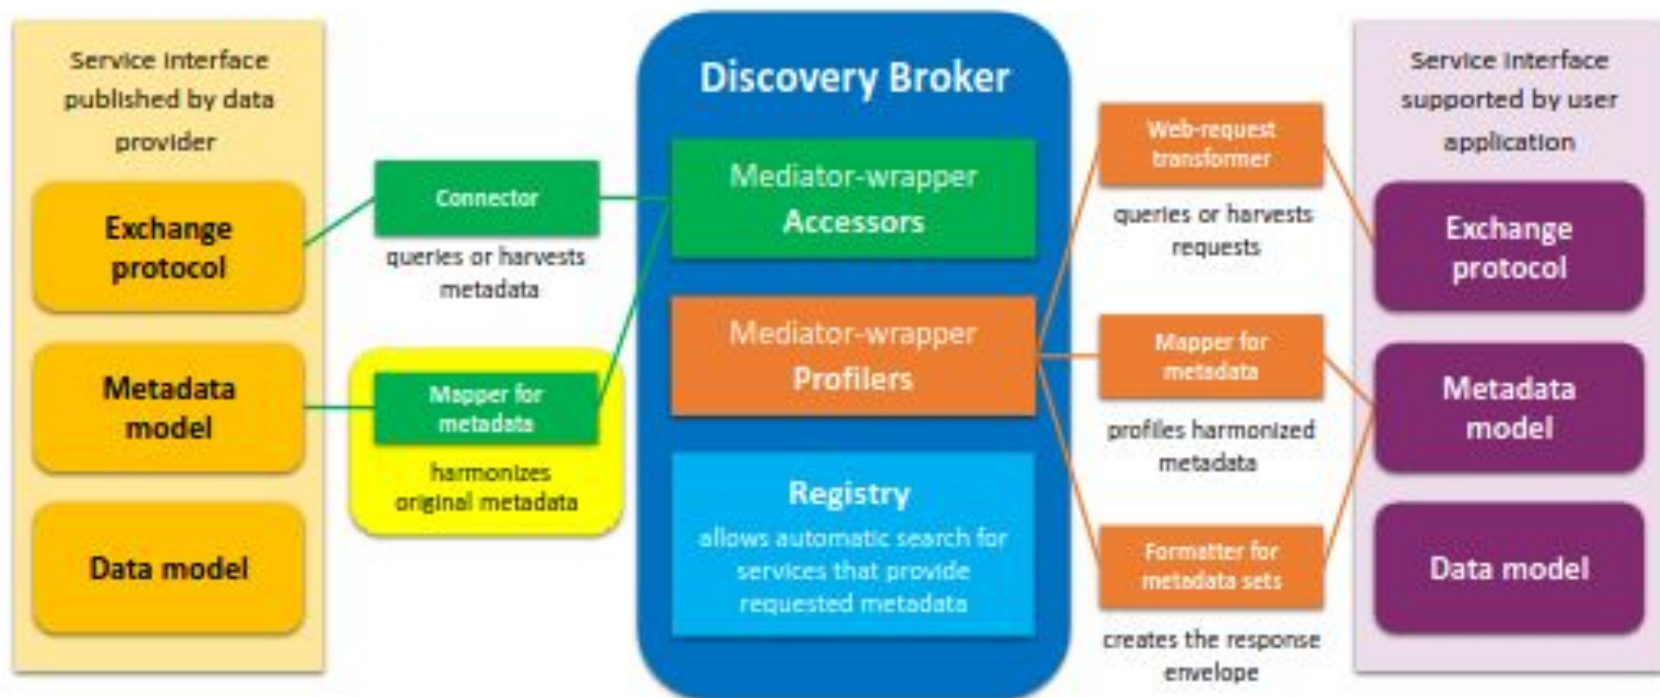 Service interface
published by data
provider
Exchange
protocol
Metadata
model
Data model
Connector
queries or harvests
metadata
Mapper for
metadata
harmonizes
original metadata
Discovery Broker
Mediator-wrapper
Accessors
Mediator-wrapper
Profilers
Registry
allows automatic search for
services that provide
requested metadata
Web-request
transformer
queries or harvests
requests
Mapper for
metadata
profiles harmonized
metadata
Formatter for
metadata sets
creates the response
envelope
Service interface
supported by user
application
Exchange
protocol
Metadata
model
Data model